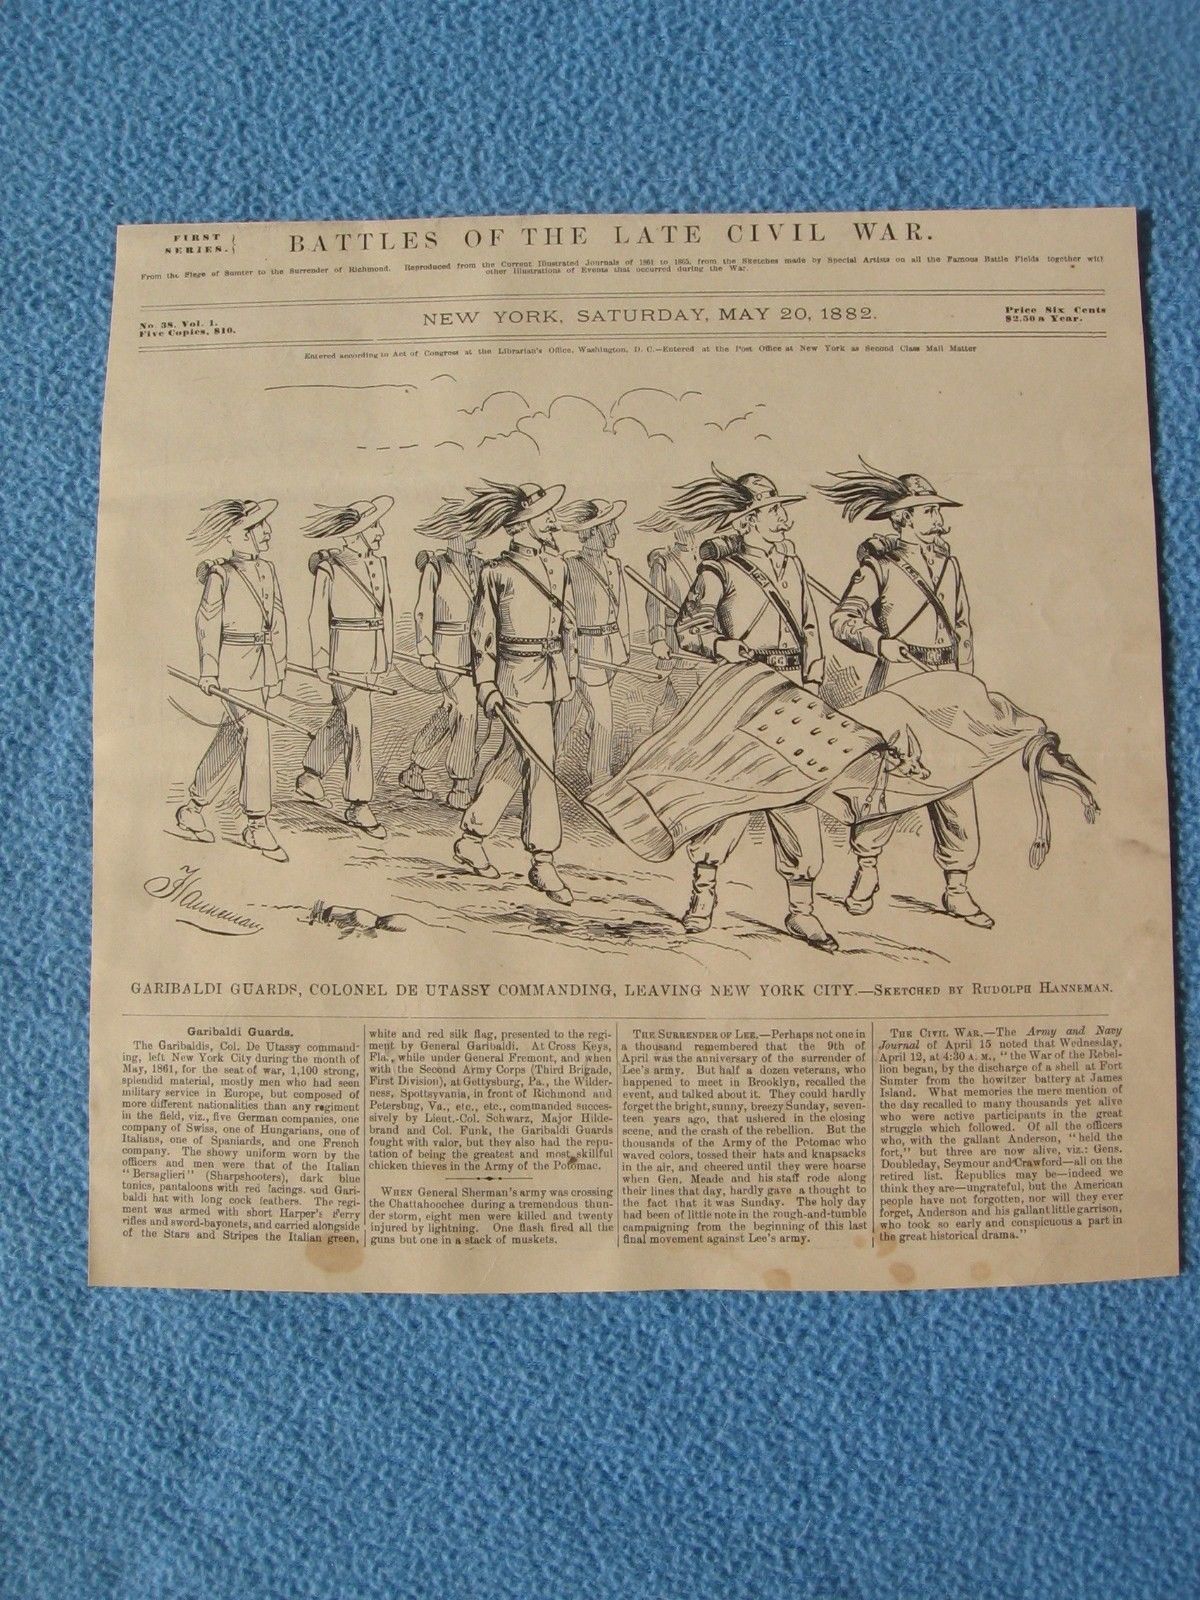 FIRST
SERIES.
BATTLES OF THE LATE CIVIL WAR.
From the Siege of Sumter to the Surrender of Richmond. Reproduced from the Current Illustrated Journals of 1861 to 1865, from the Sketches made by Special Artists on all the Famous Battle Fields together with
other Illustrations of Events that occurred during the War.
No. 38. Vol. 1.
Five Copies, $10.
NEW YORK, SATURDAY, MAY 20, 1882.
Price Six Cents
$2.50 a Year.
Entered according to Act of Congress at the Librarian's Office, Washington, D. C.—Entered at the Post Office at New York as Second Class Mail Matter
Hanneman
GARIBALDI GUARDS, COLONEL DE UTASSY COMMANDING, LEAVING NEW YORK CITY.—SKETCHED BY RUDOLPH HANNEMAN.
Garibaldi Guards.
The Garibaldis, Col. De Utassy command-
ing, left New York City during the month of
May, 1861, for the seat of war, 1,100 strong,
splendid material, mostly men who had seen
military service in Europe, but composed of
more different nationalities than any regiment
in the field, viz., five German companies, one
company of Swiss, one of Hungarians, one of
Italians, one of Spaniards, and one French
company. The showy uniform worn by the
officers and men were that of the Italian
"Bersaglieri" (Sharpshooters), dark blue
tunics, pantaloons with red facings, and Gari-
baldi hat with long cock feathers. The regi-
ment was armed with short Harper's Ferry
rifles and sword-bayonets, and carried alongside
of the Stars and Stripes the Italian green,
white and red silk flag, presented to the regi-
ment by General Garibaldi. At Cross Keys,
Fla., while under General Fremont, and when
with the Second Army Corps (Third Brigade,
First Division), at Gettysburg, Pa., the Wilder-
ness, Spottsyvania, in front of Richmond and
Petersbug, Va., etc., etc., commanded succes-
sively by Lieut.-Col. Schwarz, Major Hilde-
brand and Col. Funk, the Garibaldi Guards
fought with valor, but they also had the repu-
tation of being the greatest and most skillful
chicken thieves in the Army of the Potomac.
WHEN General Sherman's army was crossing
the Chattahoochee during a tremendous thun-
der storm, eight men were killed and twenty
injured by lightning. One flash fired all the
guns but one in a stack of muskets.
THE SURRENDER OF LEE.—Perhaps not one in
a thousand remembered that the 9th of
April was the anniversary of the surrender of
Lee's army. But half a dozen veterans, who
happened to meet in Brooklyn, recalled the
event, and talked about it. They could hardly
forget the bright, sunny, breezy Sunday, seven-
teen years ago, that ushered in the closing
scene, and the crash of the rebellion. But the
thousands of the Army of the Potomac who
waved colors, tossed their hats and knapsacks
in the air, and cheered until they were hoarse
when Gen. Meade and his staff rode along
their lines that day, hardly gave a thought to
the fact that it was Sunday. The holy day
had been of little note in the rough-and-tumble
campaigning from the beginning of this last
final movement against Lee's army.
THE CIVIL WAR.—The Army and Navy
Journal of April 15 noted that Wednesday,
April 12, at 4:30 A. M., "the War of the Rebel-
lion began, by the discharge of a shell at Fort
Sumter from the howitzer battery at James
Island. What memories the mere mention of
the day recalled to many thousands yet alive
who were active participants in the great
struggle which followed. Of all the officers
who, with the gallant Anderson, "held the
fort," but three are now alive, viz.: Gens.
Doubleday, Seymour and Crawford—all on the
retired list. Republics may be—indeed we
think they are—ungrateful, but the American
people have not forgotten, nor will they ever
forget, Anderson and his gallant little garrison,
who took so early and conspicuous a part in
the great historical drama."